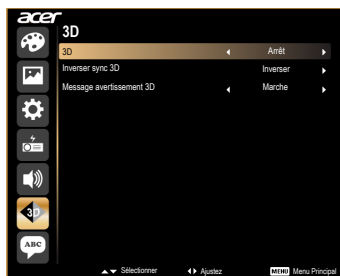 acer
3D
3D Arrêt
Inverser sync 3D Inverser
Message avertissement 3D Marche
3D
ABC
Sélectionner Ajustez MENU Menu Principal